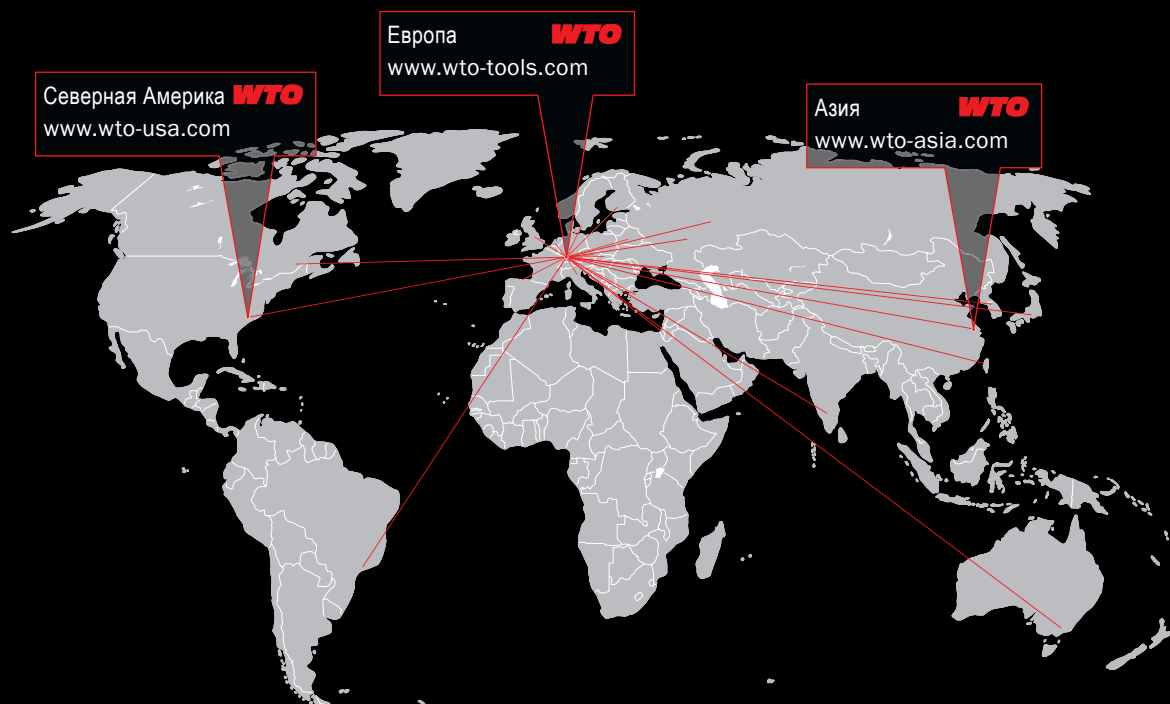 Европа WTO
www.wto-tools.com
Северная Америка WTO
www.wto-usa.com
Азия WTO
www.wto-asia.com